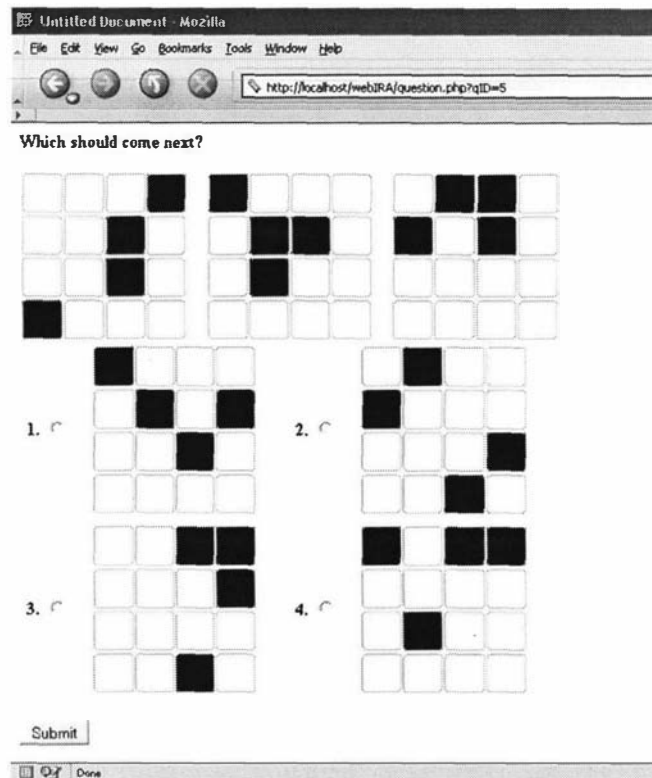 Untitled Document - Mozilla
File Edit View Go Bookmarks Tools Window Help
http://localhost/webIRA/question.php?qID=5
Which should come next?
1. 2.
3. 4.
Submit
Done